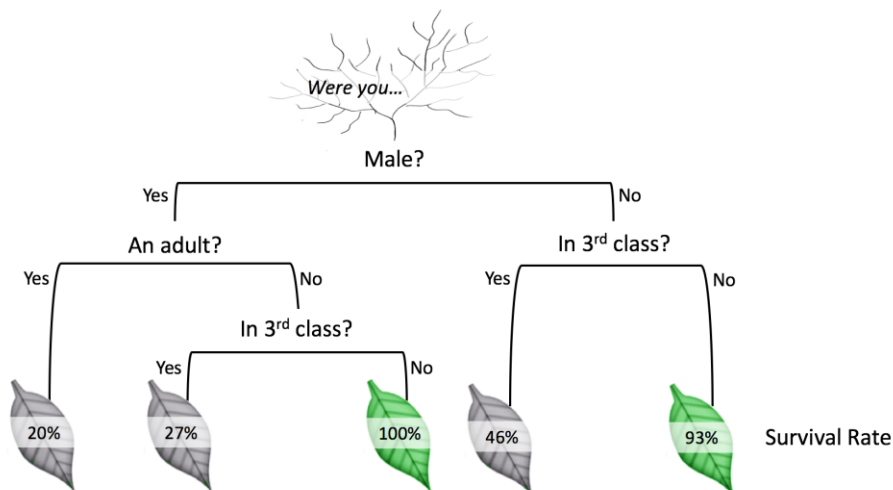 Were you...
Male?
Yes
No
An adult?
In 3rd class?
Yes
No
Yes
No
In 3rd class?
Yes
No
20%
27%
100%
46%
93%
Survival Rate